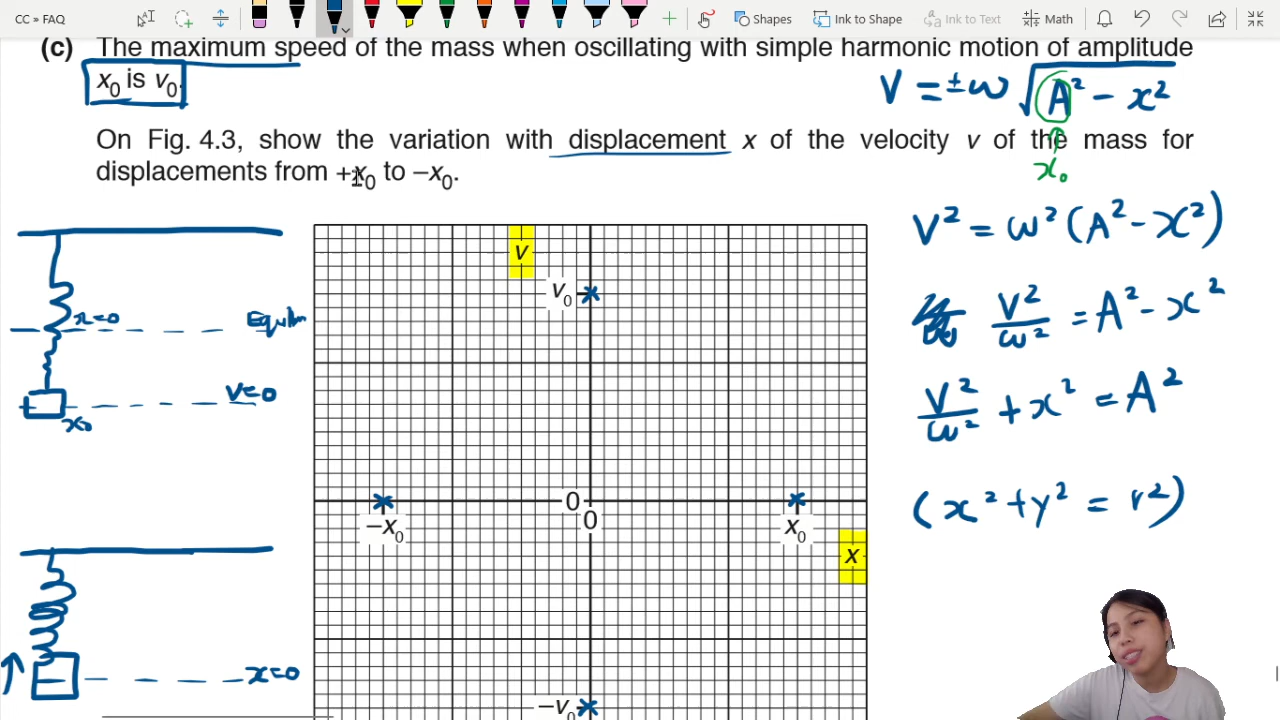 CC » FAQ
Shapes
Ink to Shape
Ink to Text
Math
(c) The maximum speed of the mass when oscillating with simple harmonic motion of amplitude
x₀ is v₀.
V = ±ω √(A² − x²)
x₀
On Fig. 4.3, show the variation with displacement x of the velocity v of the mass for
displacements from +x₀ to −x₀.
V² = ω² (A² − x²)
V²/ω² = A² − x²
V²/ω² + x² = A²
(x² + y² = r²)
x=0
V=0
x₀
x=0
v
v₀
0
0
−x₀
x₀
x
−v₀